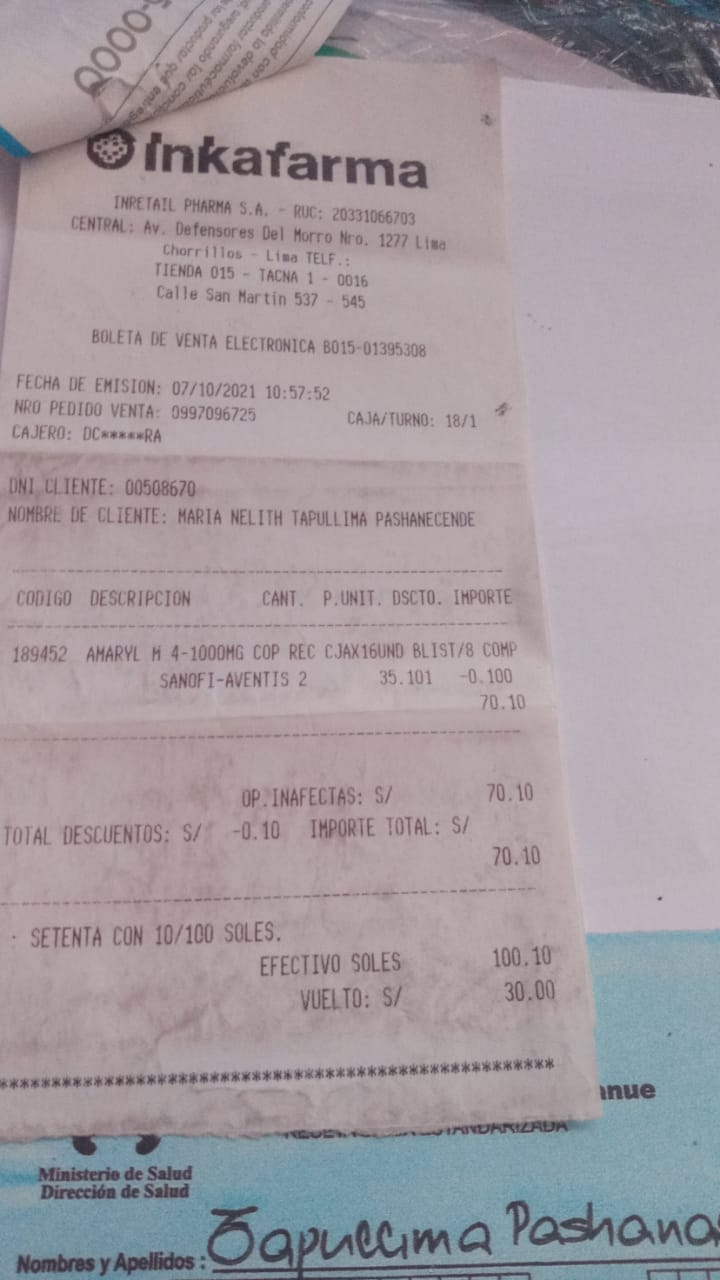 0000
Inkafarma
INRETAIL PHARMA S.A. - RUC: 20331066703
CENTRAL: Av. Defensores Del Morro Nro. 1277 Lima
Chorrillos - Lima TELF.:
TIENDA 015 - TACNA 1 - 0016
Calle San Martin 537 - 545
BOLETA DE VENTA ELECTRONICA B015-01395308
FECHA DE EMISION: 07/10/2021 10:57:52
NRO PEDIDO VENTA: 0997096725 CAJA/TURNO: 18/1
CAJERO: DC*****RA
DNI CLIENTE: 00508670
NOMBRE DE CLIENTE: MARIA NELITH TAPULLIMA PASHANECENDE
CODIGO DESCRIPCION CANT. P.UNIT. DSCTO. IMPORTE
189452 AMARYL M 4-1000MG COP REC CJAX16UND BLIST/8 COMP
SANOFI-AVENTIS 2 35.101 -0.100
70.10
OP.INAFECTAS: S/ 70.10
TOTAL DESCUENTOS: S/ -0.10 IMPORTE TOTAL: S/
70.10
: SETENTA CON 10/100 SOLES.
EFECTIVO SOLES 100.10
VUELTO: S/ 30.00
****************************************************
anue
Ministerio de Salud
Dirección de Salud
Nombres y Apellidos : Tapullima Pashana